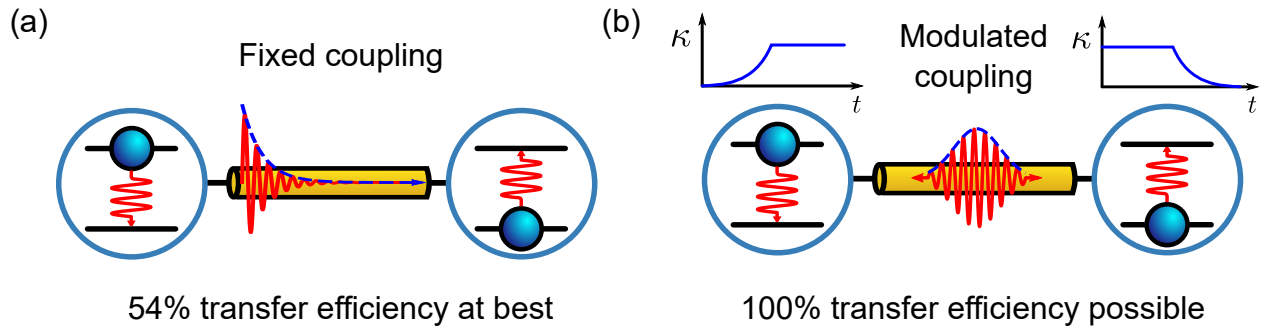 (a)
Fixed coupling
54% transfer efficiency at best
(b)
κ
t
Modulated
coupling
κ
t
100% transfer efficiency possible